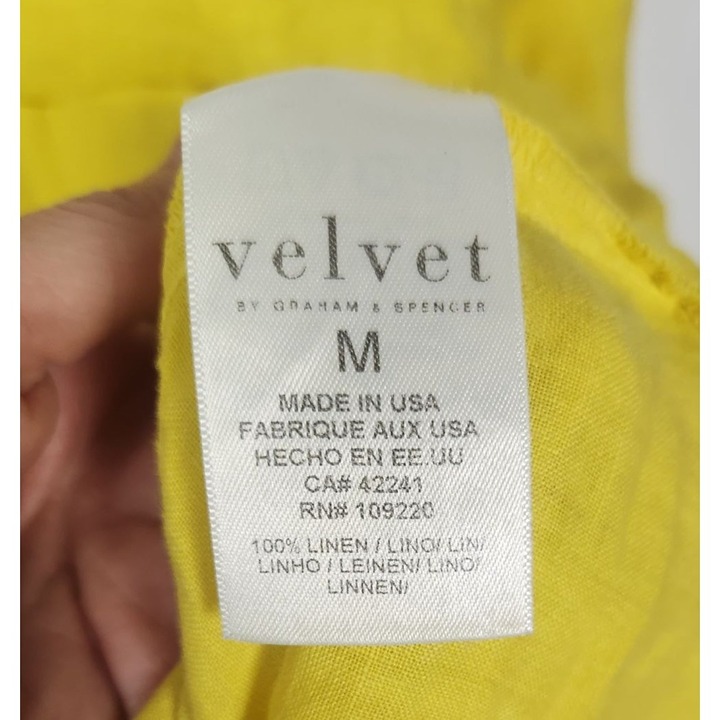 velvet
BY GRAHAM & SPENCER
M
MADE IN USA
FABRIQUE AUX USA
HECHO EN EE.UU
CA# 42241
RN# 109220
100% LINEN / LINO/ LIN/
LINHO / LEINEN/ LINO/
LINNEN/